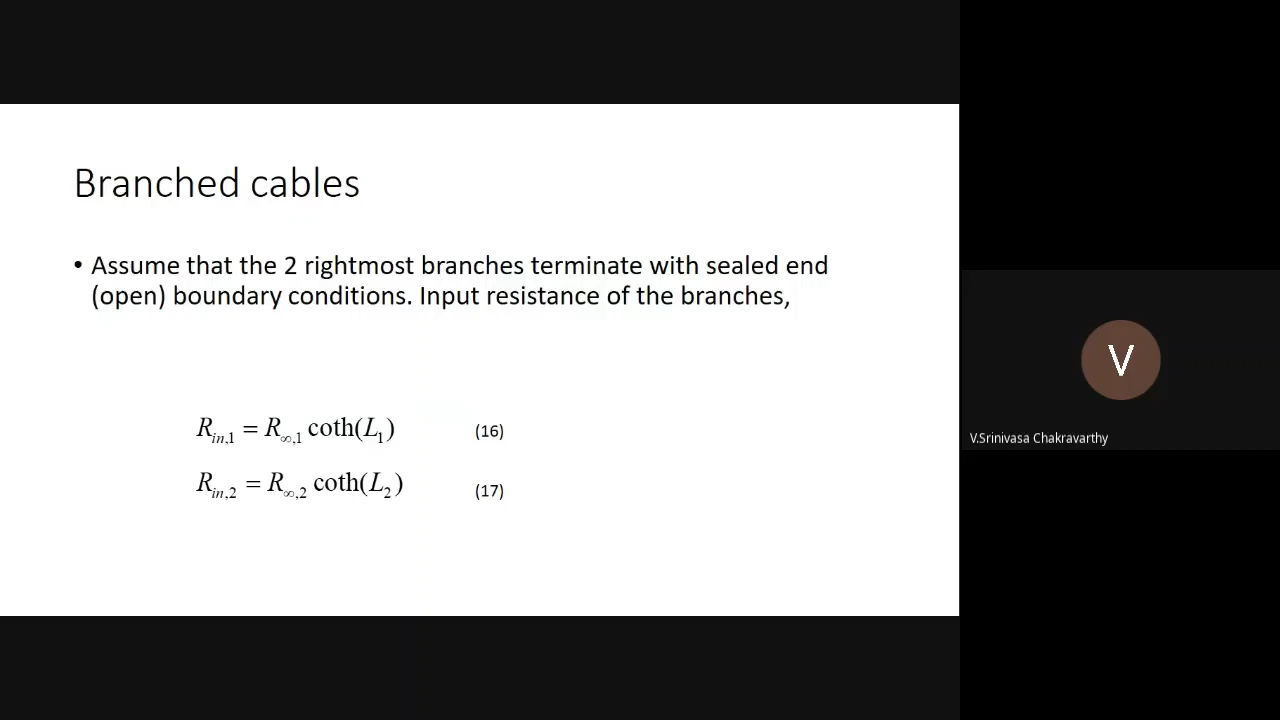 Branched cables
• Assume that the 2 rightmost branches terminate with sealed end
(open) boundary conditions. Input resistance of the branches,
R_{in,1} = R_{∞,1} coth(L_1) (16)
R_{in,2} = R_{∞,2} coth(L_2) (17)
V
V.Srinivasa Chakravarthy